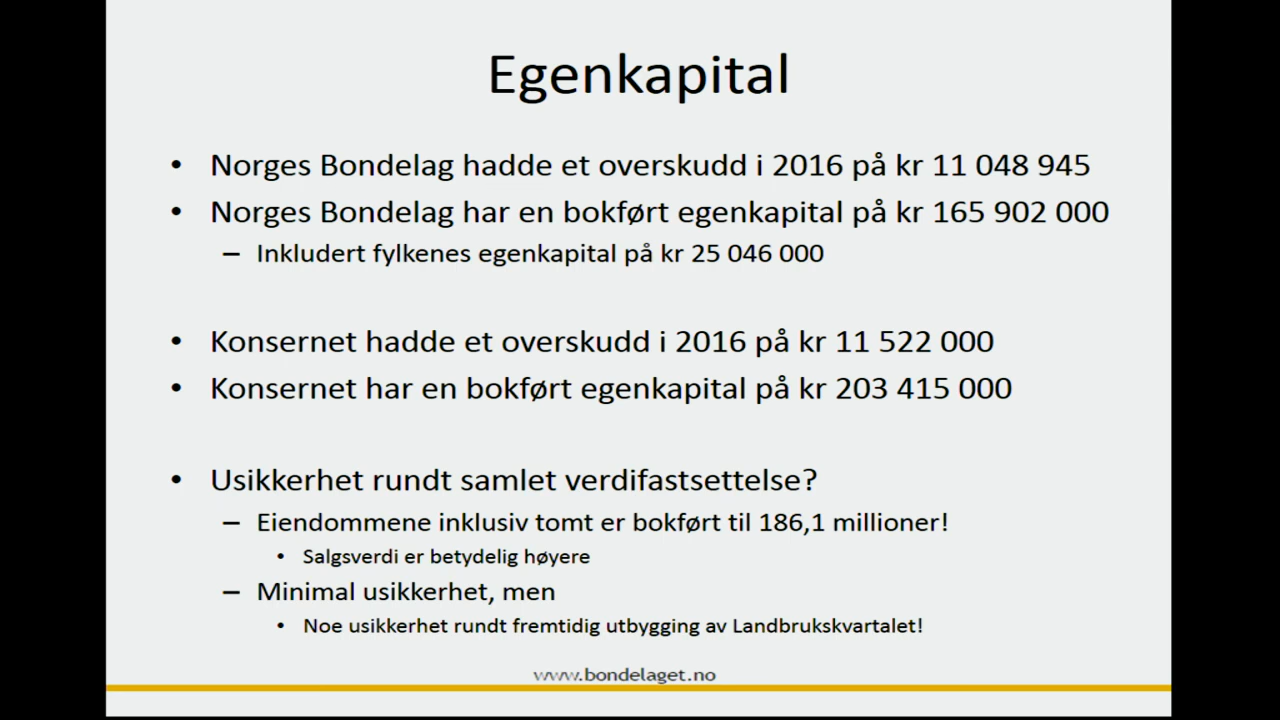 Egenkapital
• Norges Bondelag hadde et overskudd i 2016 på kr 11 048 945
• Norges Bondelag har en bokført egenkapital på kr 165 902 000
– Inkludert fylkenes egenkapital på kr 25 046 000
• Konsernet hadde et overskudd i 2016 på kr 11 522 000
• Konsernet har en bokført egenkapital på kr 203 415 000
• Usikkerhet rundt samlet verdifastsettelse?
– Eiendommene inklusiv tomt er bokført til 186,1 millioner!
• Salgsverdi er betydelig høyere
– Minimal usikkerhet, men
• Noe usikkerhet rundt fremtidig utbygging av Landbrukskvartalet!
www.bondelaget.no